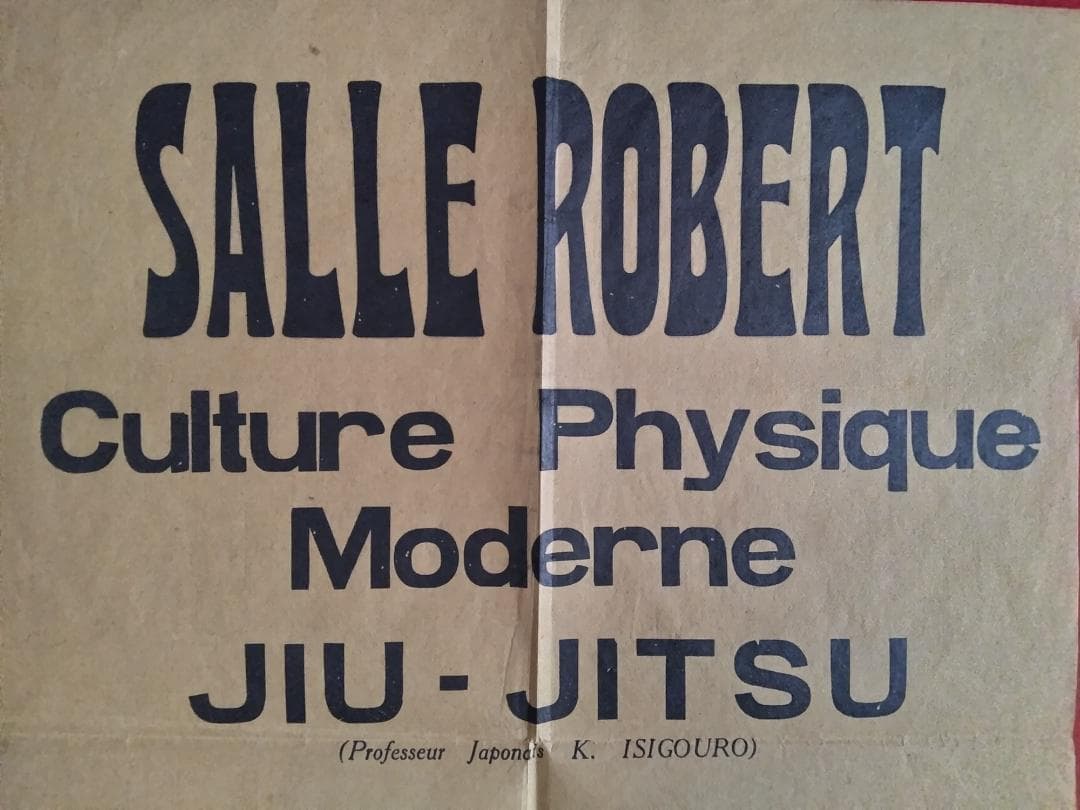 SALLE ROBERT
Culture Physique
Moderne
JIU - JITSU
(Professeur Japonais K. ISIGOURO)